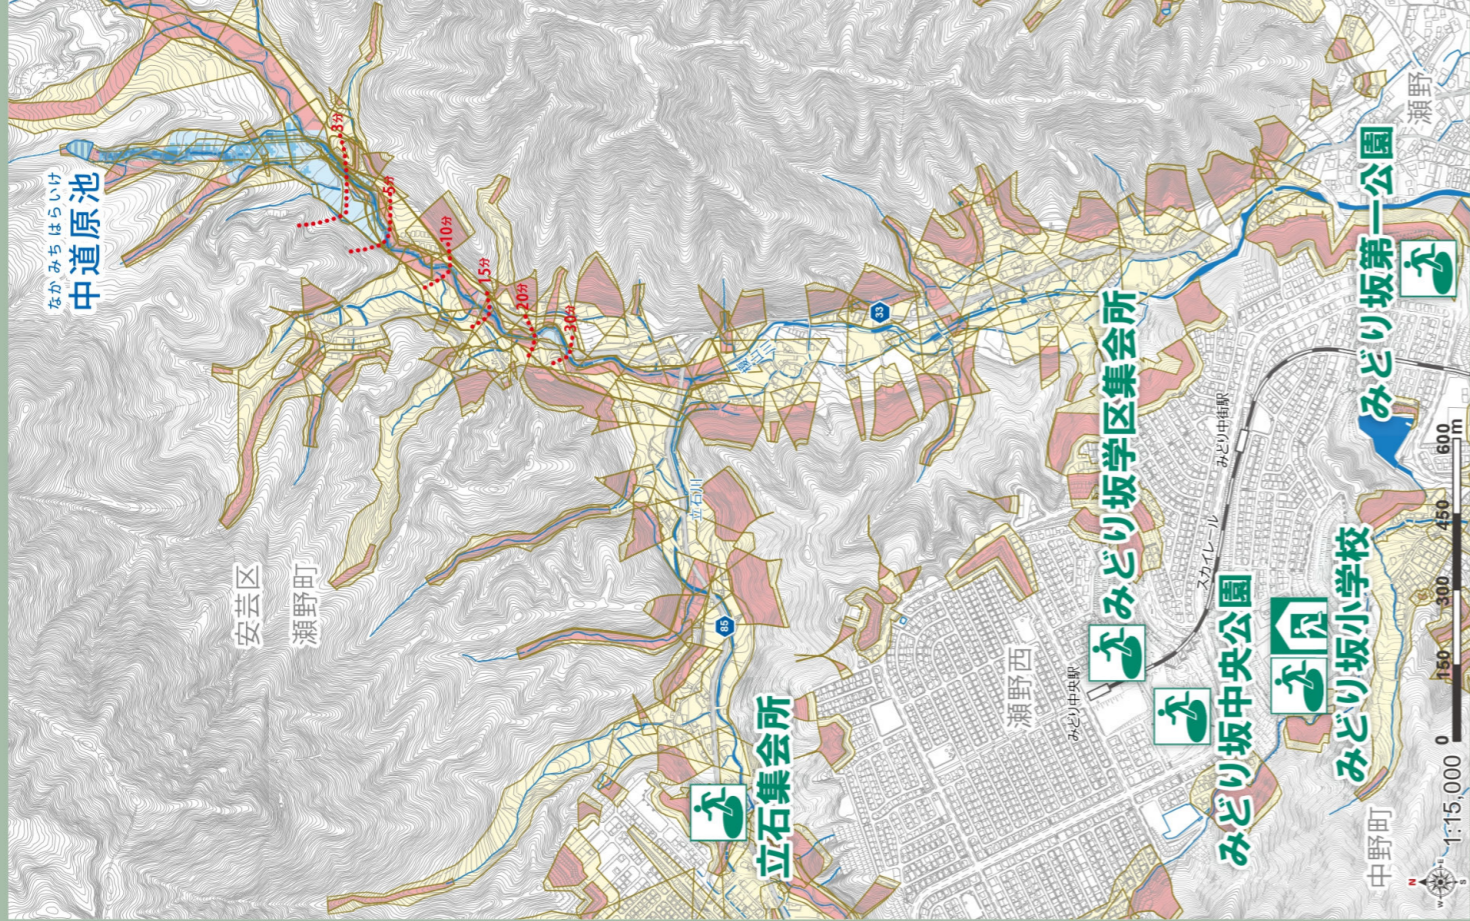 なかみちはらいけ
中道原池
3分
5分
10分
15分
20分
30分
安芸区
瀬野町
立石川
85
33
立石集会所
瀬野西
みどり中央駅
みどり坂学区集会所
スカイレール
みどり中街駅
みどり坂中央公園
みどり坂小学校
みどり坂第一公園
瀬野
中野町
N
W
E
S
1:15,000
0 150 300 450 600 m